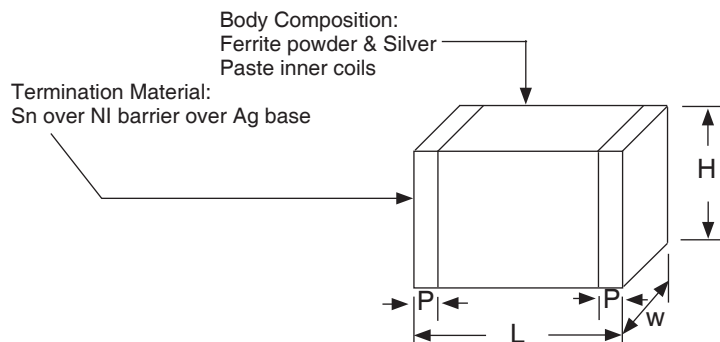 Body Composition:
Ferrite powder & Silver
Paste inner coils
Termination Material:
Sn over NI barrier over Ag base
H
P
P
W
L